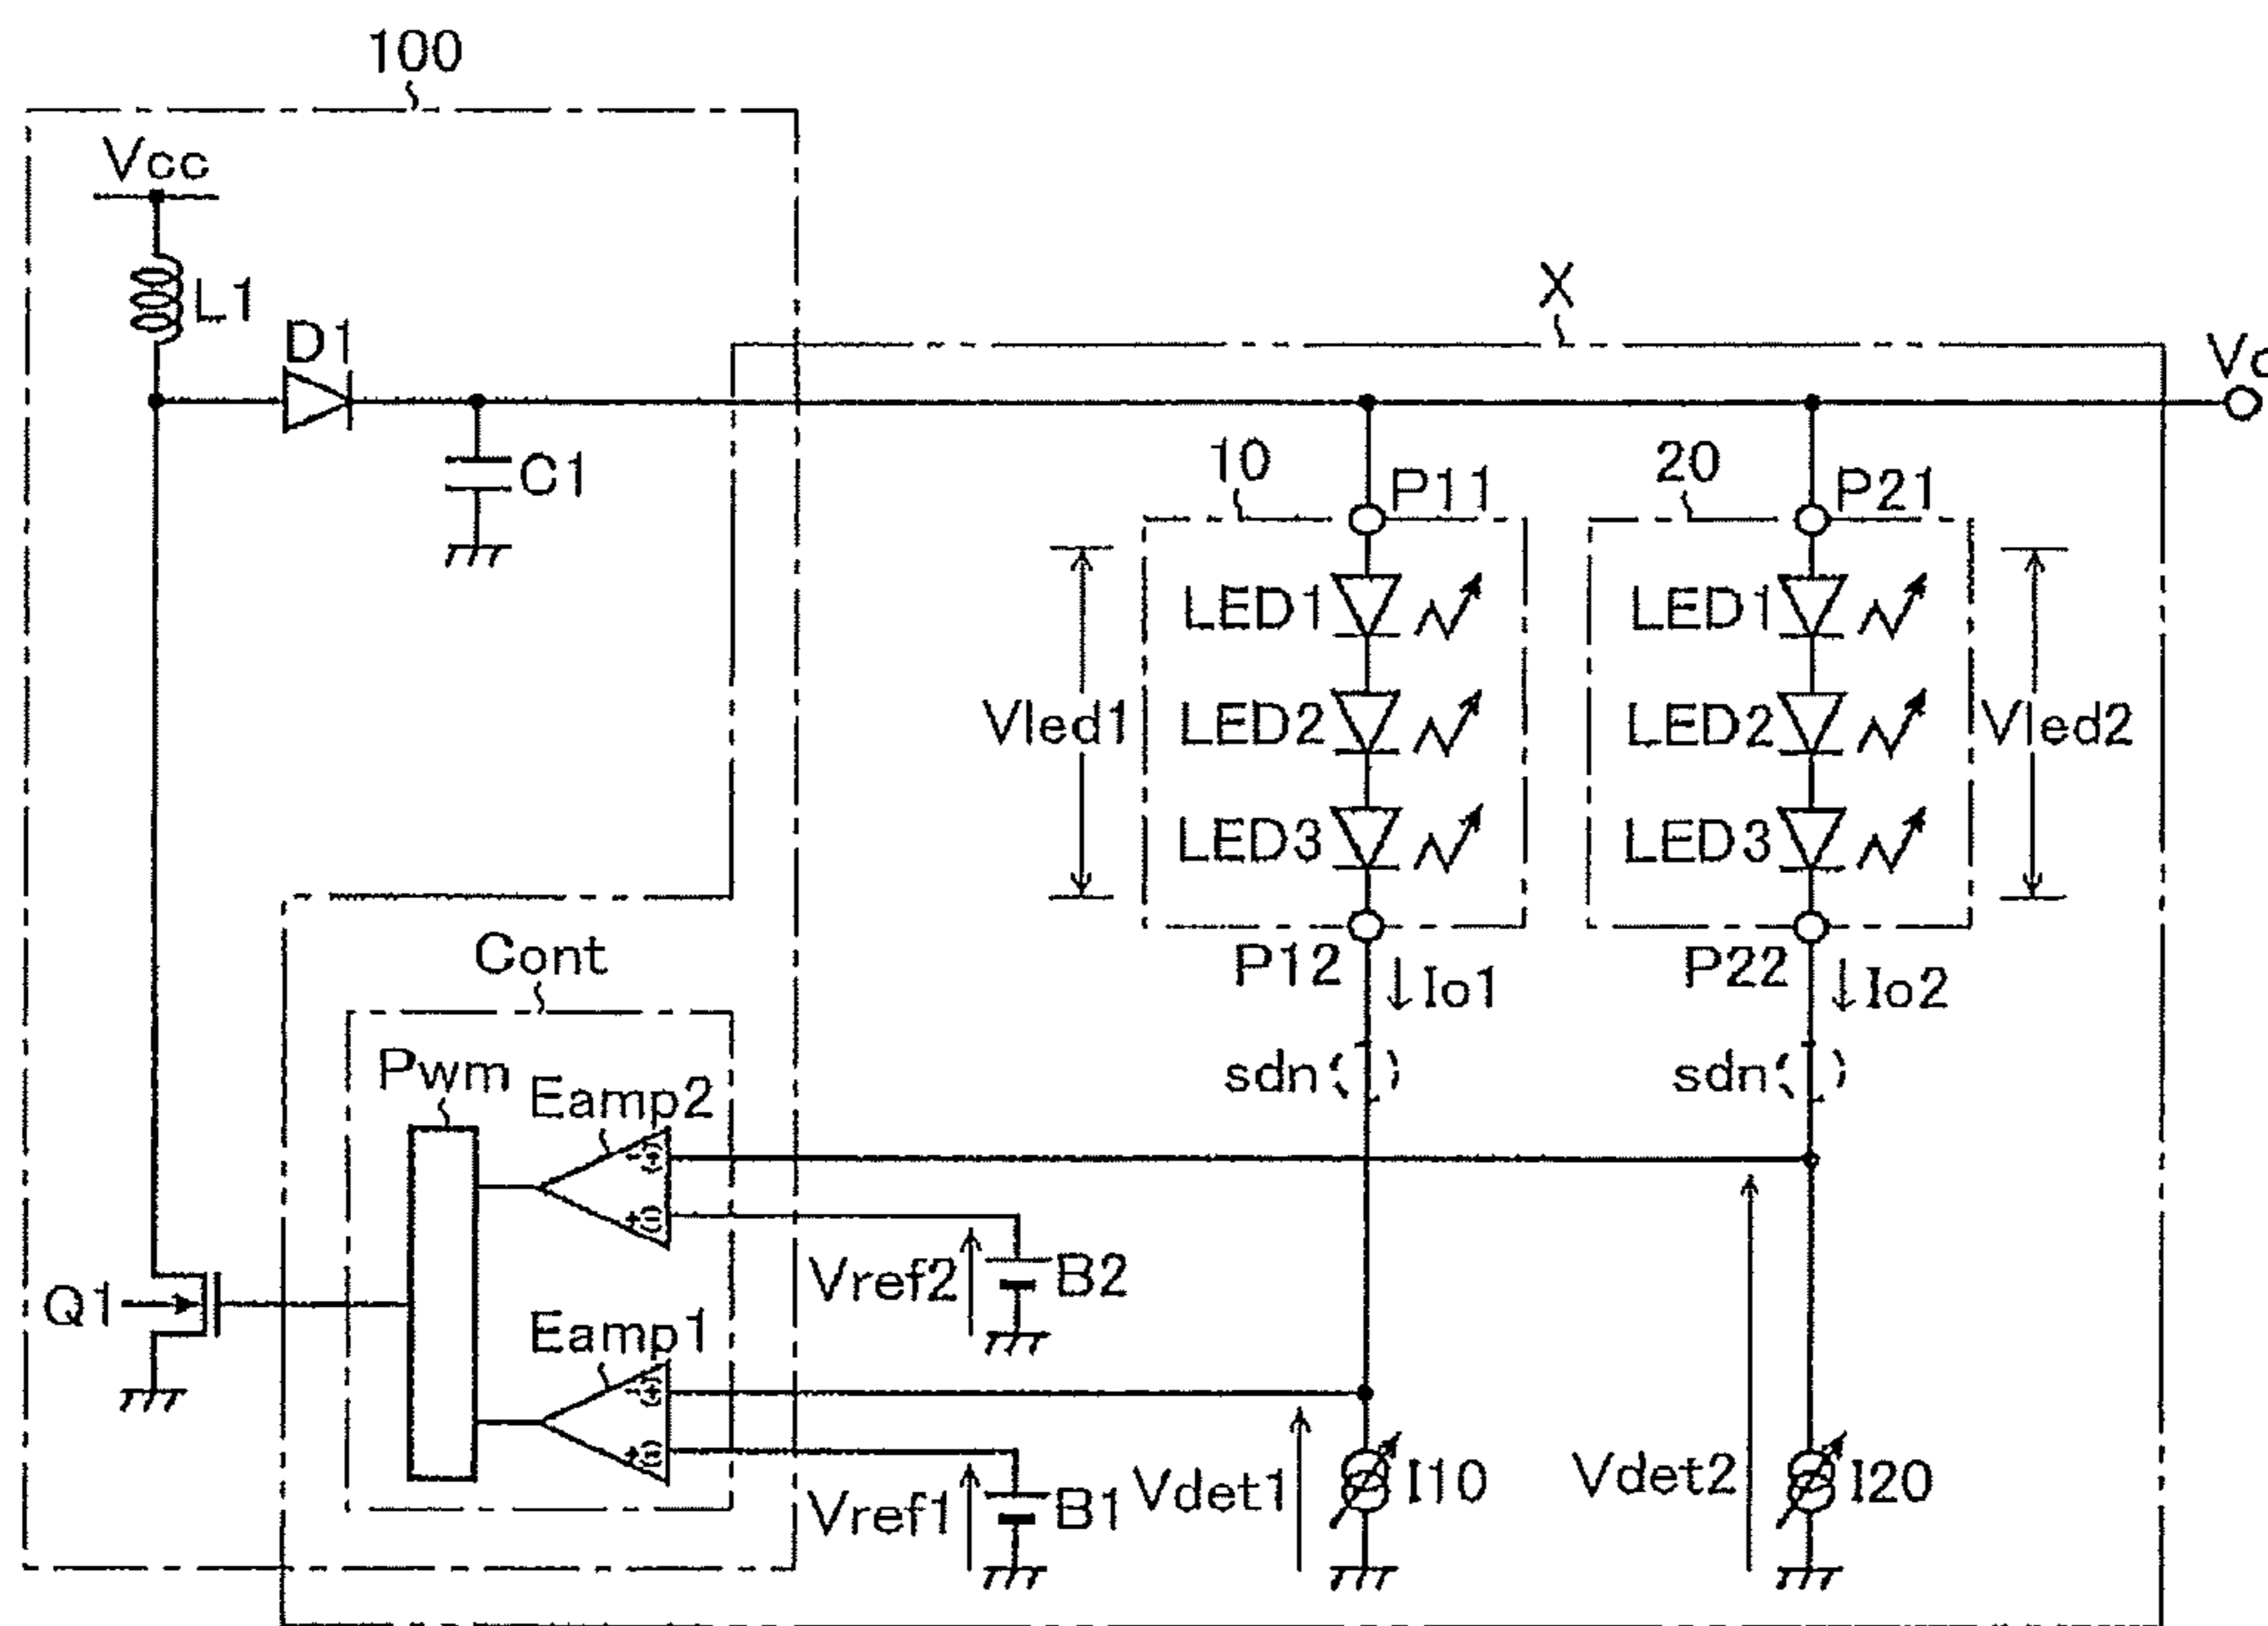 100
Vcc
L1
D1
C1
X
10
P11
20
P21
LED1
LED1
Vled1
LED2
LED2
Vled2
LED3
LED3
P12
Io1
P22
Io2
Cont
sdn
sdn
Pwm
Eamp2
Vref2
B2
Q1
Eamp1
Vref1
B1
Vdet1
I10
Vdet2
I20